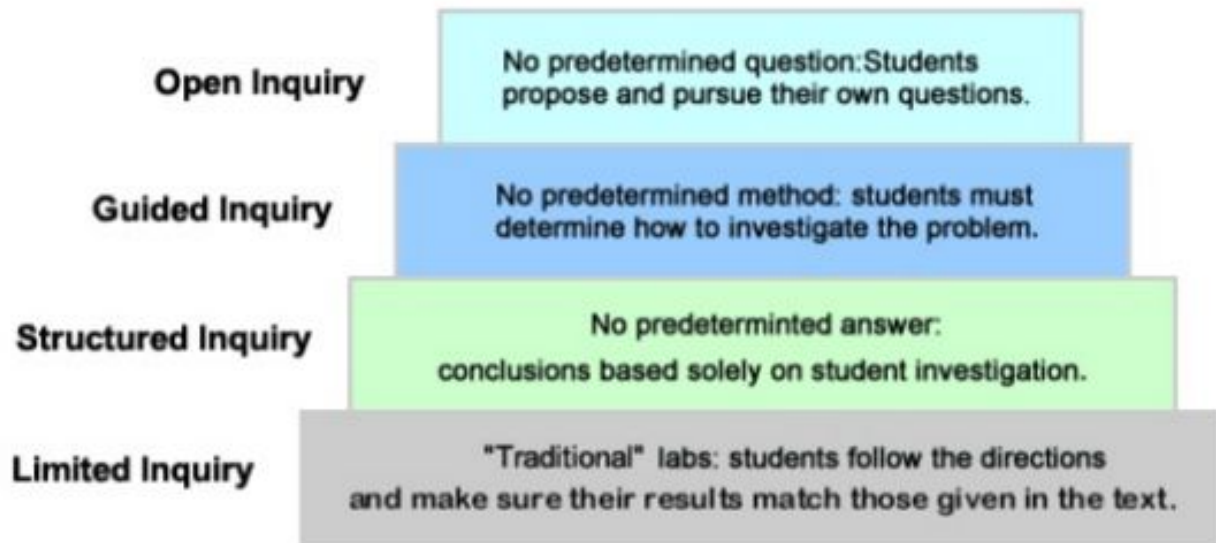 Open Inquiry
No predetermined question:Students
propose and pursue their own questions.
Guided Inquiry
No predetermined method: students must
determine how to investigate the problem.
Structured Inquiry
No predeterminted answer:
conclusions based solely on student investigation.
Limited Inquiry
"Traditional" labs: students follow the directions
and make sure their results match those given in the text.